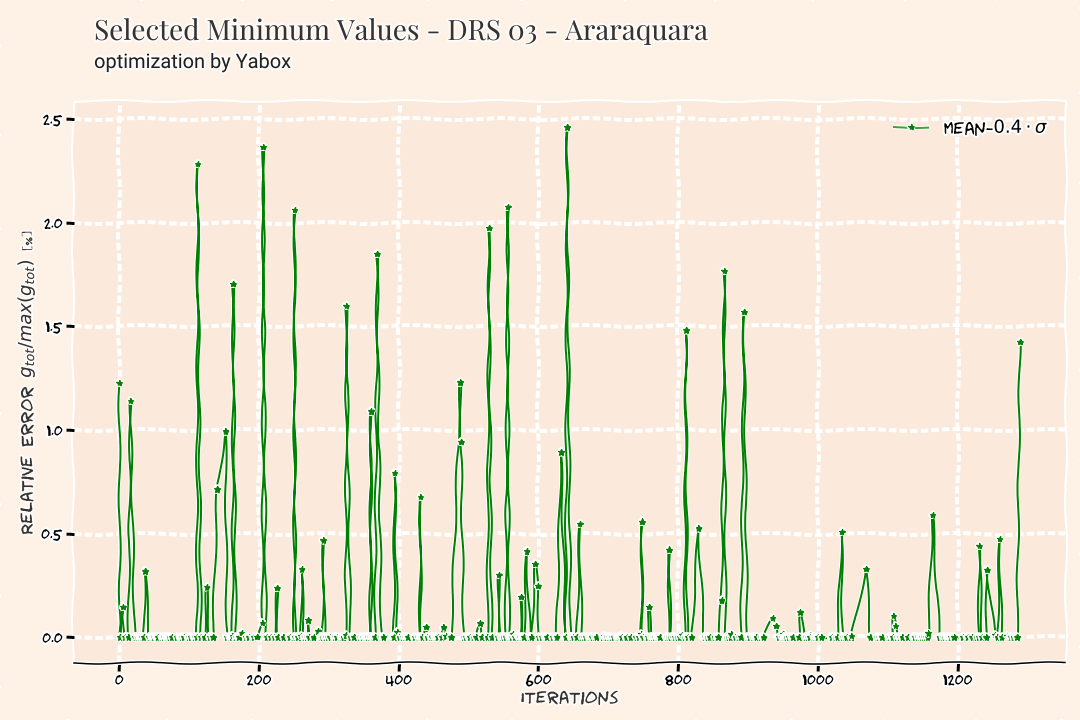 Selected Minimum Values - DRS 03 - Araraquara
optimization by Yabox
2.5
2.0
1.5
1.0
0.5
0.0
RELATIVE ERROR g_tot/max(g_tot) [%]
MEAN-0.4 · σ
0 200 400 600 800 1000 1200
ITERATIONS